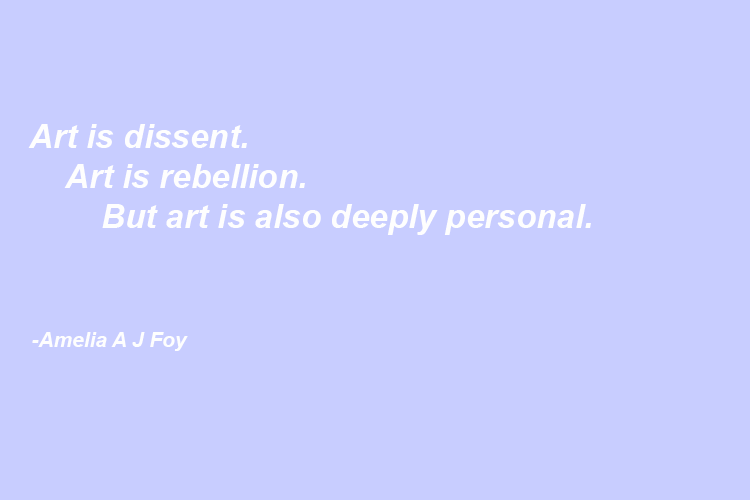 Art is dissent.
Art is rebellion.
But art is also deeply personal.
-Amelia A J Foy